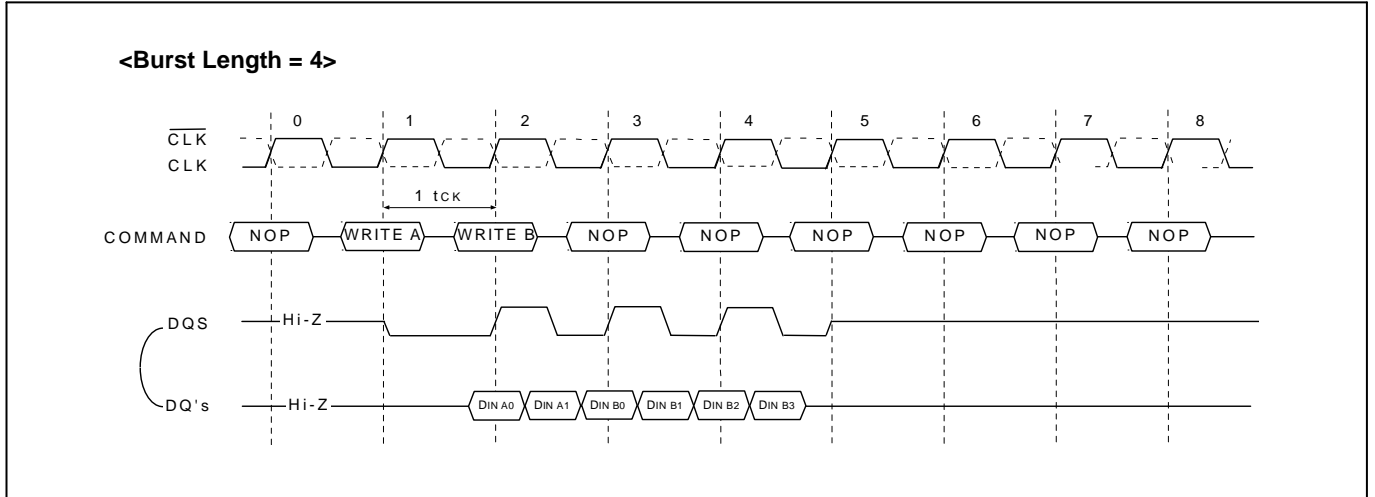 <Burst Length = 4>
0 1 2 3 4 5 6 7 8
CLK
CLK
1 tCK
COMMAND NOP WRITE A WRITE B NOP NOP NOP NOP NOP NOP
DQS Hi-Z
DQ's Hi-Z DIN A0 DIN A1 DIN B0 DIN B1 DIN B2 DIN B3